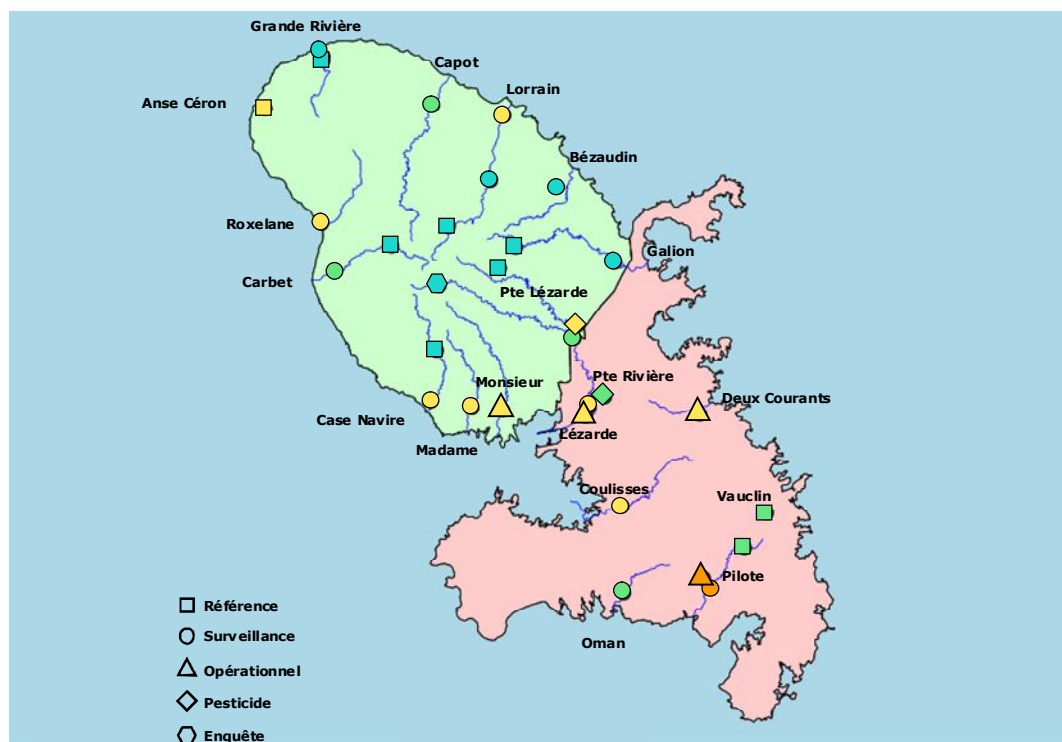 Grande Rivière
Capot
Lorrain
Anse Céron
Bézaudin
Roxelane
Galion
Carbet
Pte Lézarde
Pte Rivière
Monsieur
Deux Courants
Case Navire
Lézarde
Madame
Coulisses
Vauclin
Pilote
Oman
Référence
Surveillance
Opérationnel
Pesticide
Enquête